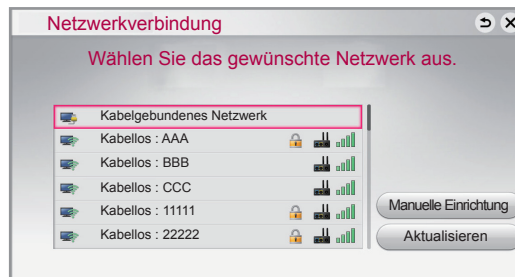 Netzwerkverbindung
Wählen Sie das gewünschte Netzwerk aus.
Kabelgebundenes Netzwerk
Kabellos : AAA
Kabellos : BBB
Kabellos : CCC
Kabellos : 11111
Kabellos : 22222
Manuelle Einrichtung
Aktualisieren